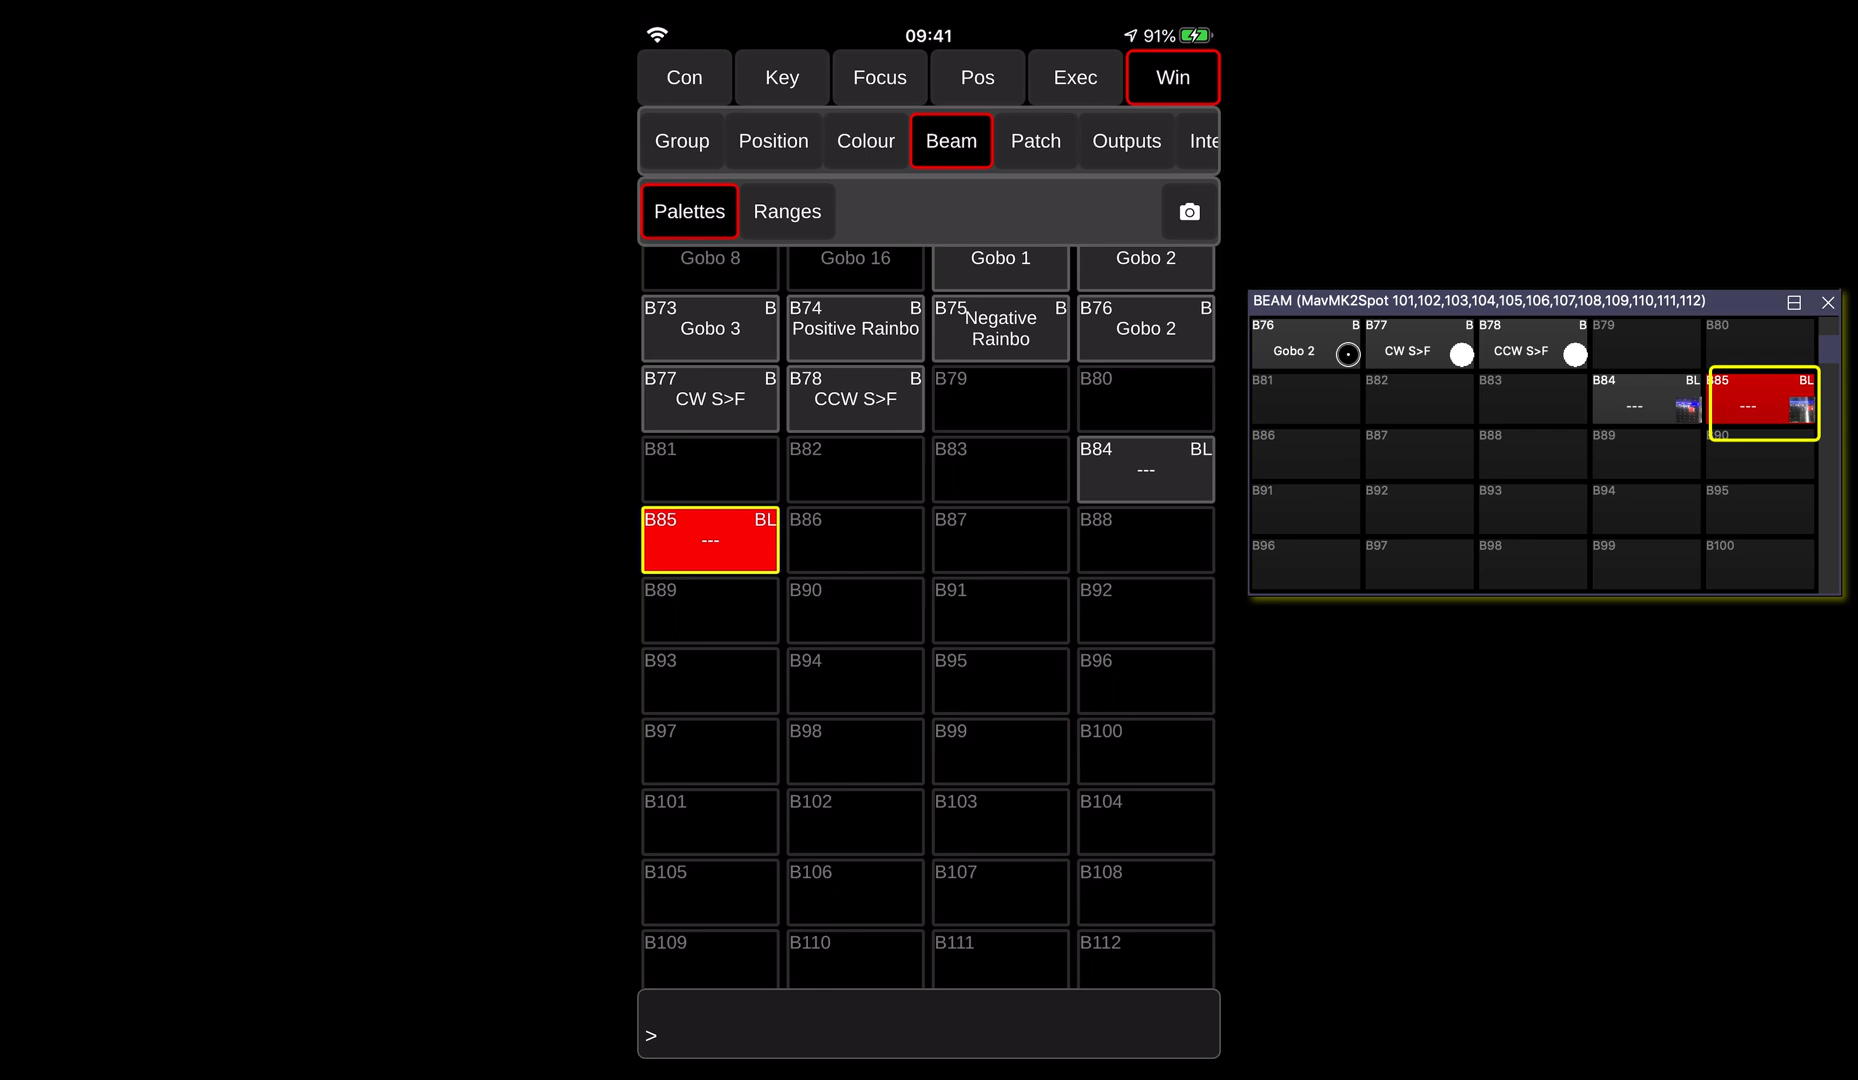 09:41
91%
Con Key Focus Pos Exec Win
Group Position Colour Beam Patch Outputs Inte
Palettes Ranges
Gobo 8 Gobo 16 Gobo 1 Gobo 2
B73 B B74 B B75 B B76 B
Gobo 3 Positive Rainbo Negative Rainbo Gobo 2
B77 B B78 B B79 B80
CW S>F CCW S>F
B81 B82 B83 B84 BL
---
B85 BL B86 B87 B88
---
B89 B90 B91 B92
B93 B94 B95 B96
B97 B98 B99 B100
B101 B102 B103 B104
B105 B106 B107 B108
B109 B110 B111 B112
>
BEAM (MavMK2Spot 101,102,103,104,105,106,107,108,109,110,111,112)
B76 B B77 B B78 B B79 B80
Gobo 2 CW S>F CCW S>F
B81 B82 B83 B84 BL B85 BL
--- ---
B86 B87 B88 B89 B90
B91 B92 B93 B94 B95
B96 B97 B98 B99 B100